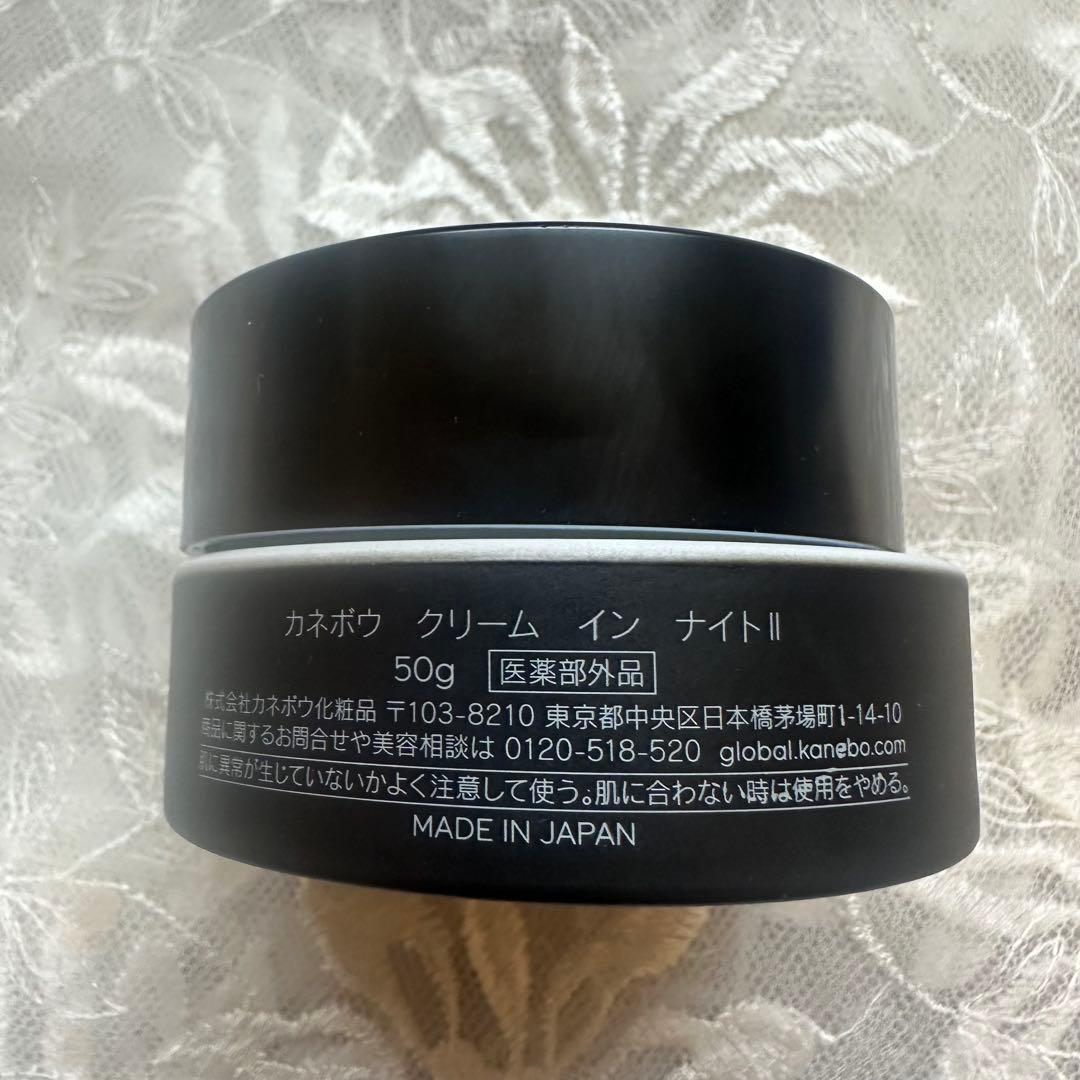 カネボウ クリーム イン ナイトⅡ
50g 医薬部外品
株式会社カネボウ化粧品 〒103-8210 東京都中央区日本橋茅場町1-14-10
商品に関するお問合せや美容相談は 0120-518-520 global.kanebo.com
肌に異常が生じていないかよく注意して使う。肌に合わない時は使用をやめる。
MADE IN JAPAN